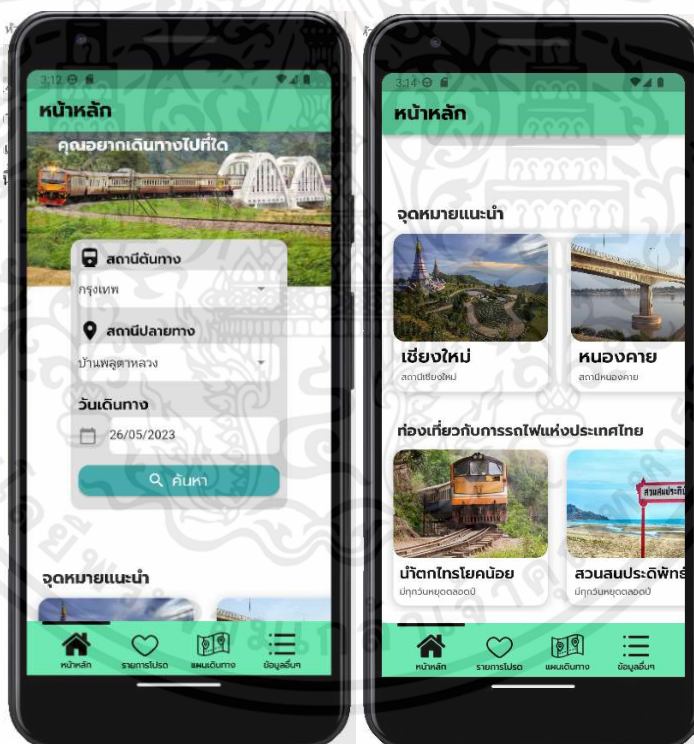 3:12
หน้าหลัก
คุณอยากเดินทางไปที่ใด
สถานีต้นทาง
กรุงเทพ
สถานีปลายทาง
บ้านพลูตาหลวง
วันเดินทาง
26/05/2023
ค้นหา
จุดหมายแนะนำ
หน้าหลัก
รายการโปรด
แผนเดินทาง
ข้อมูลอื่นๆ
3:14
หน้าหลัก
จุดหมายแนะนำ
เชียงใหม่
สถานีเชียงใหม่
หนองคาย
สถานีหนองคาย
ท่องเที่ยวกับการรถไฟแห่งประเทศไทย
น้ำตกไทรโยคน้อย
มีทุกวันหยุดตลอดปี
สวนสนประดิพัทธ์
มีทุกวันหยุดตลอดปี
หน้าหลัก
รายการโปรด
แผนเดินทาง
ข้อมูลอื่นๆ